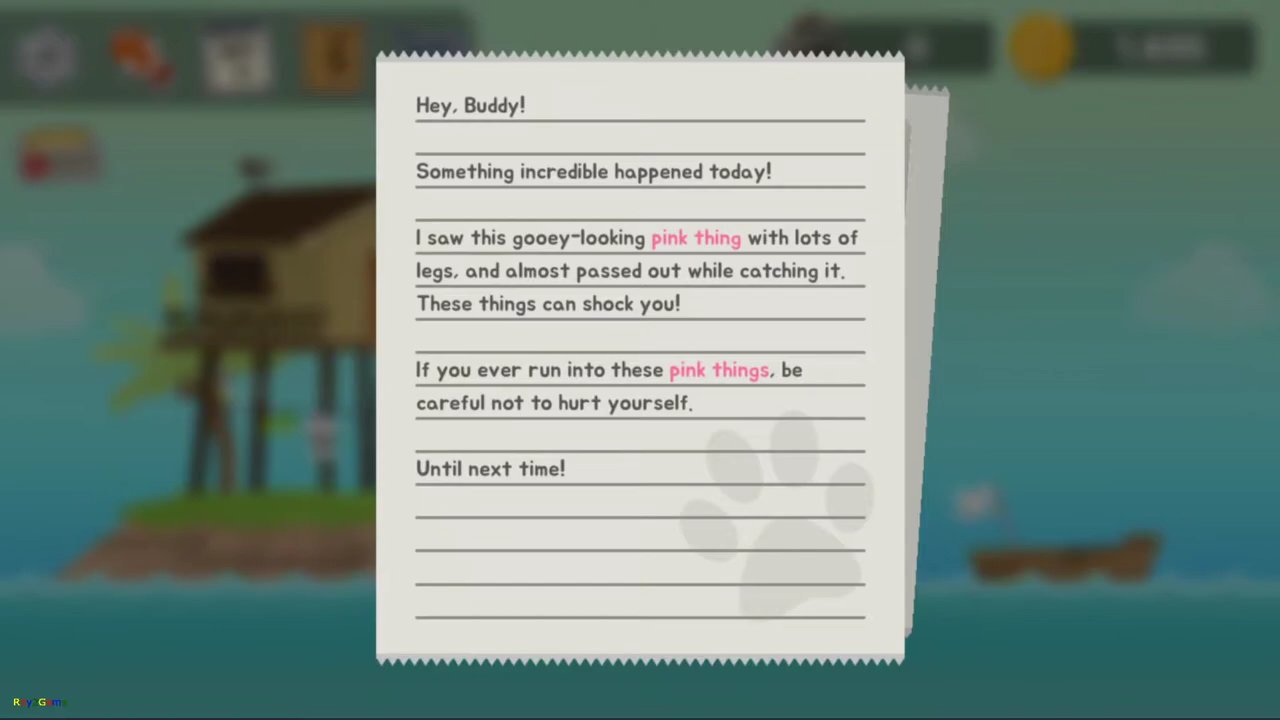 Hey, Buddy!
Something incredible happened today!
I saw this gooey-looking pink thing with lots of
legs, and almost passed out while catching it.
These things can shock you!
If you ever run into these pink things, be
careful not to hurt yourself.
Until next time!